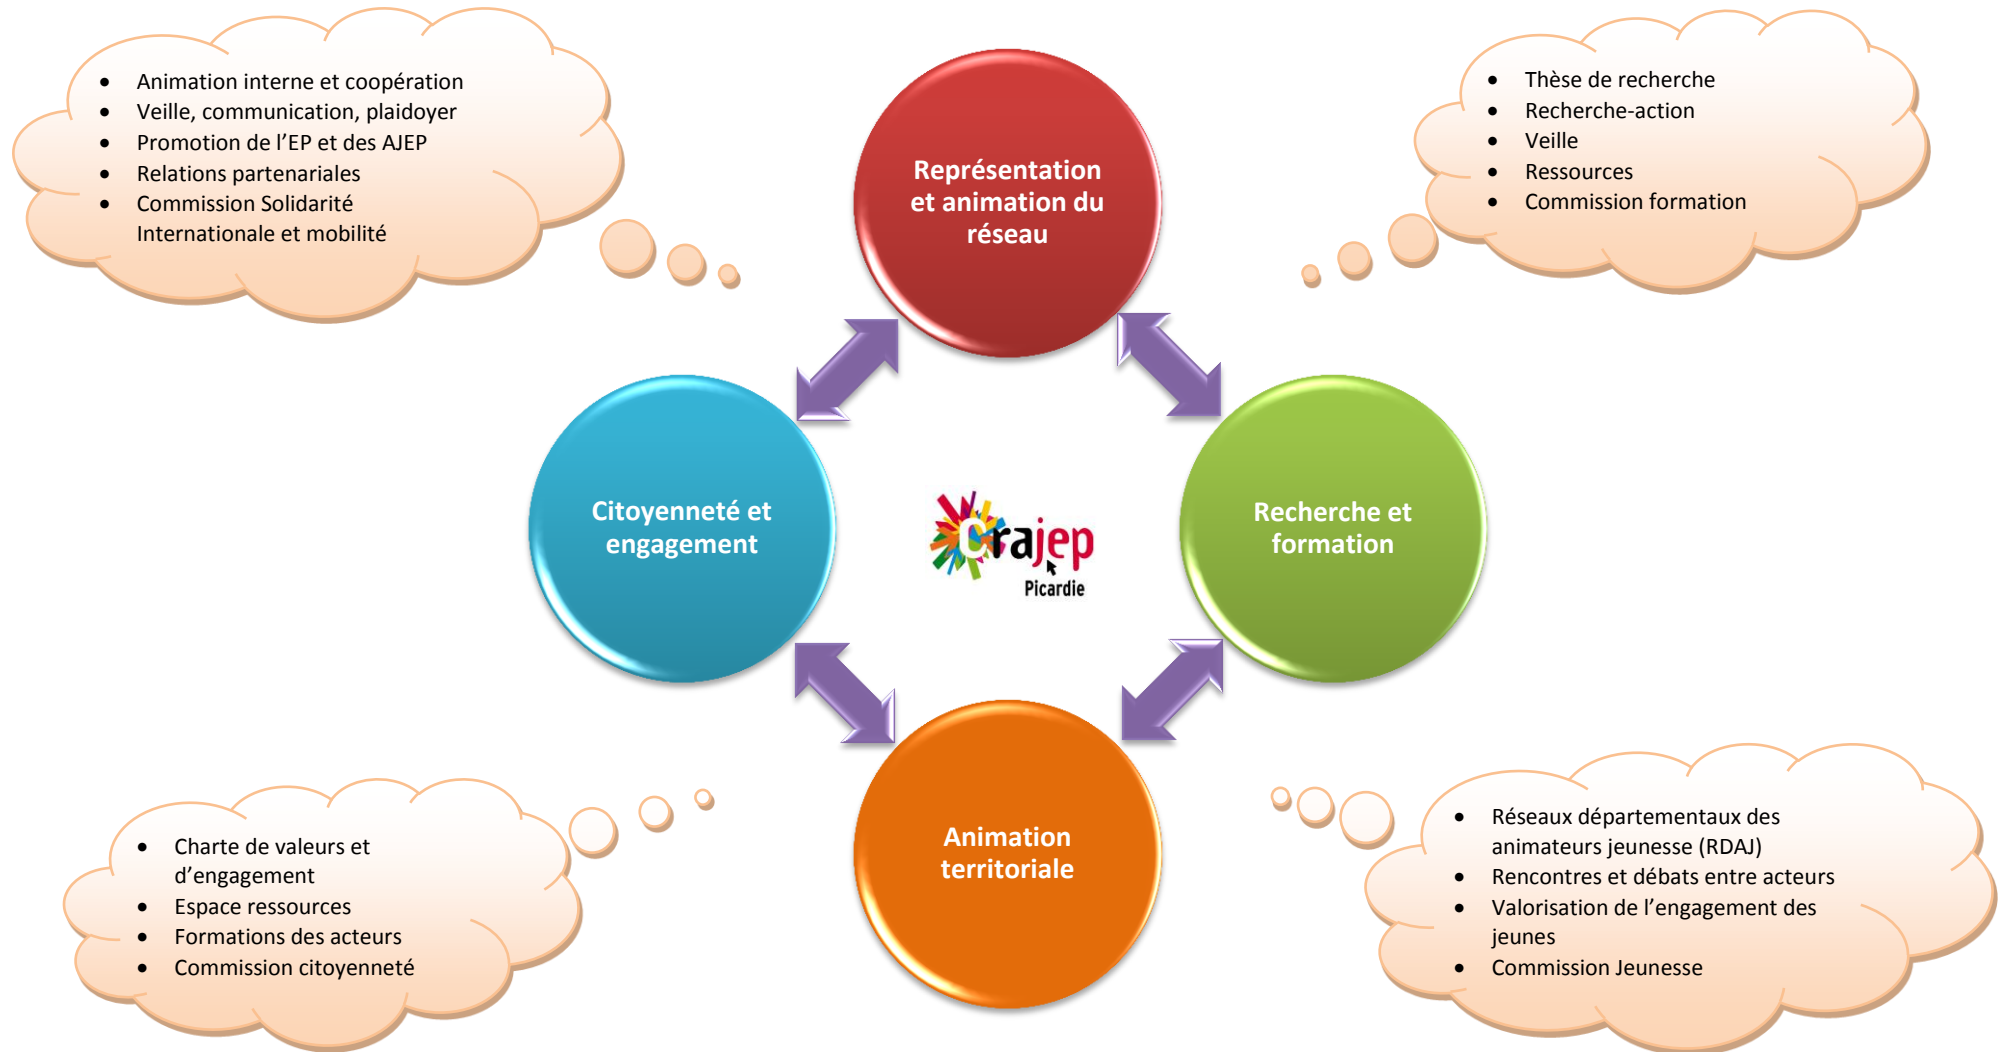 • Animation interne et coopération
• Veille, communication, plaidoyer
• Promotion de l’EP et des AJEP
• Relations partenariales
• Commission Solidarité
Internationale et mobilité
Représentation
et animation du
réseau
• Thèse de recherche
• Recherche-action
• Veille
• Ressources
• Commission formation
Citoyenneté et
engagement
Crajep
Picardie
Recherche et
formation
Animation
territoriale
• Charte de valeurs et
d’engagement
• Espace ressources
• Formations des acteurs
• Commission citoyenneté
• Réseaux départementaux des
animateurs jeunesse (RDAJ)
• Rencontres et débats entre acteurs
• Valorisation de l’engagement des
jeunes
• Commission Jeunesse